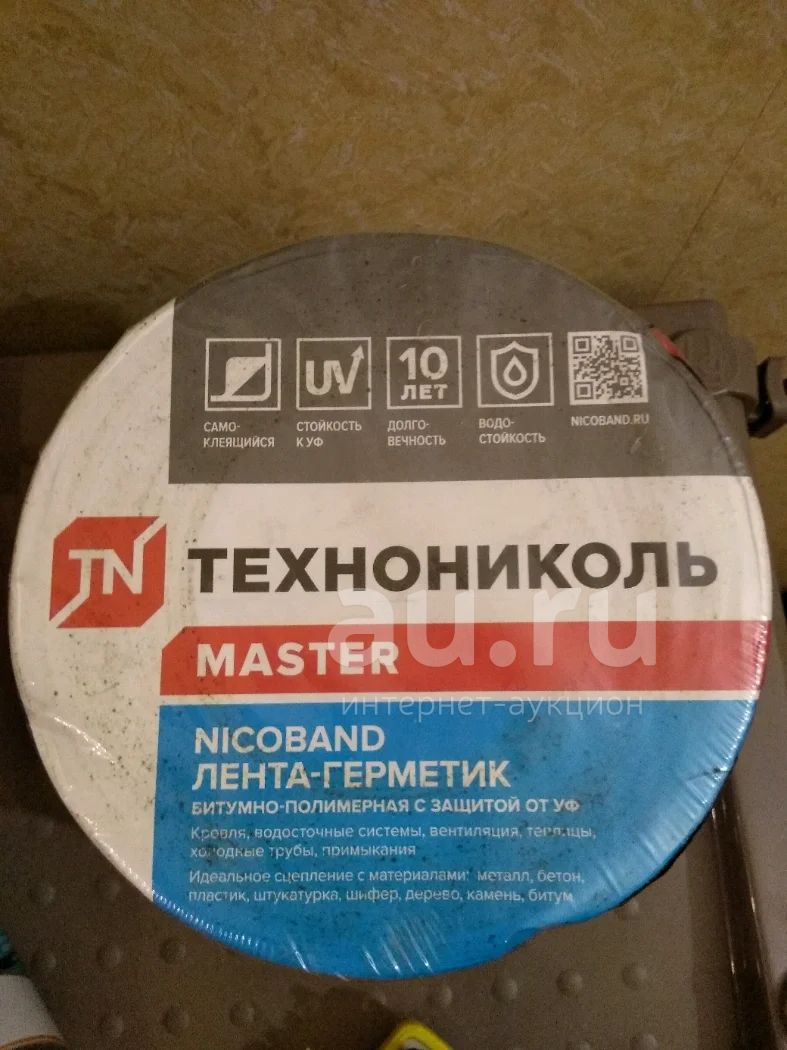 UV
10
ЛЕТ
САМО-
КЛЕЯЩИЙСЯ
СТОЙКОСТЬ
К УФ
ДОЛГО-
ВЕЧНОСТЬ
ВОДО-
СТОЙКОСТЬ
NICOBAND.RU
TN
ТЕХНОНИКОЛЬ
MASTER
au.ru
интернет-аукцион
NICOBAND
ЛЕНТА-ГЕРМЕТИК
БИТУМНО-ПОЛИМЕРНАЯ С ЗАЩИТОЙ ОТ УФ
Кровля, водосточные системы, вентиляция, теплицы,
холодные трубы, примыкания
Идеальное сцепление с материалами: металл, бетон,
пластик, штукатурка, шифер, дерево, камень, битум